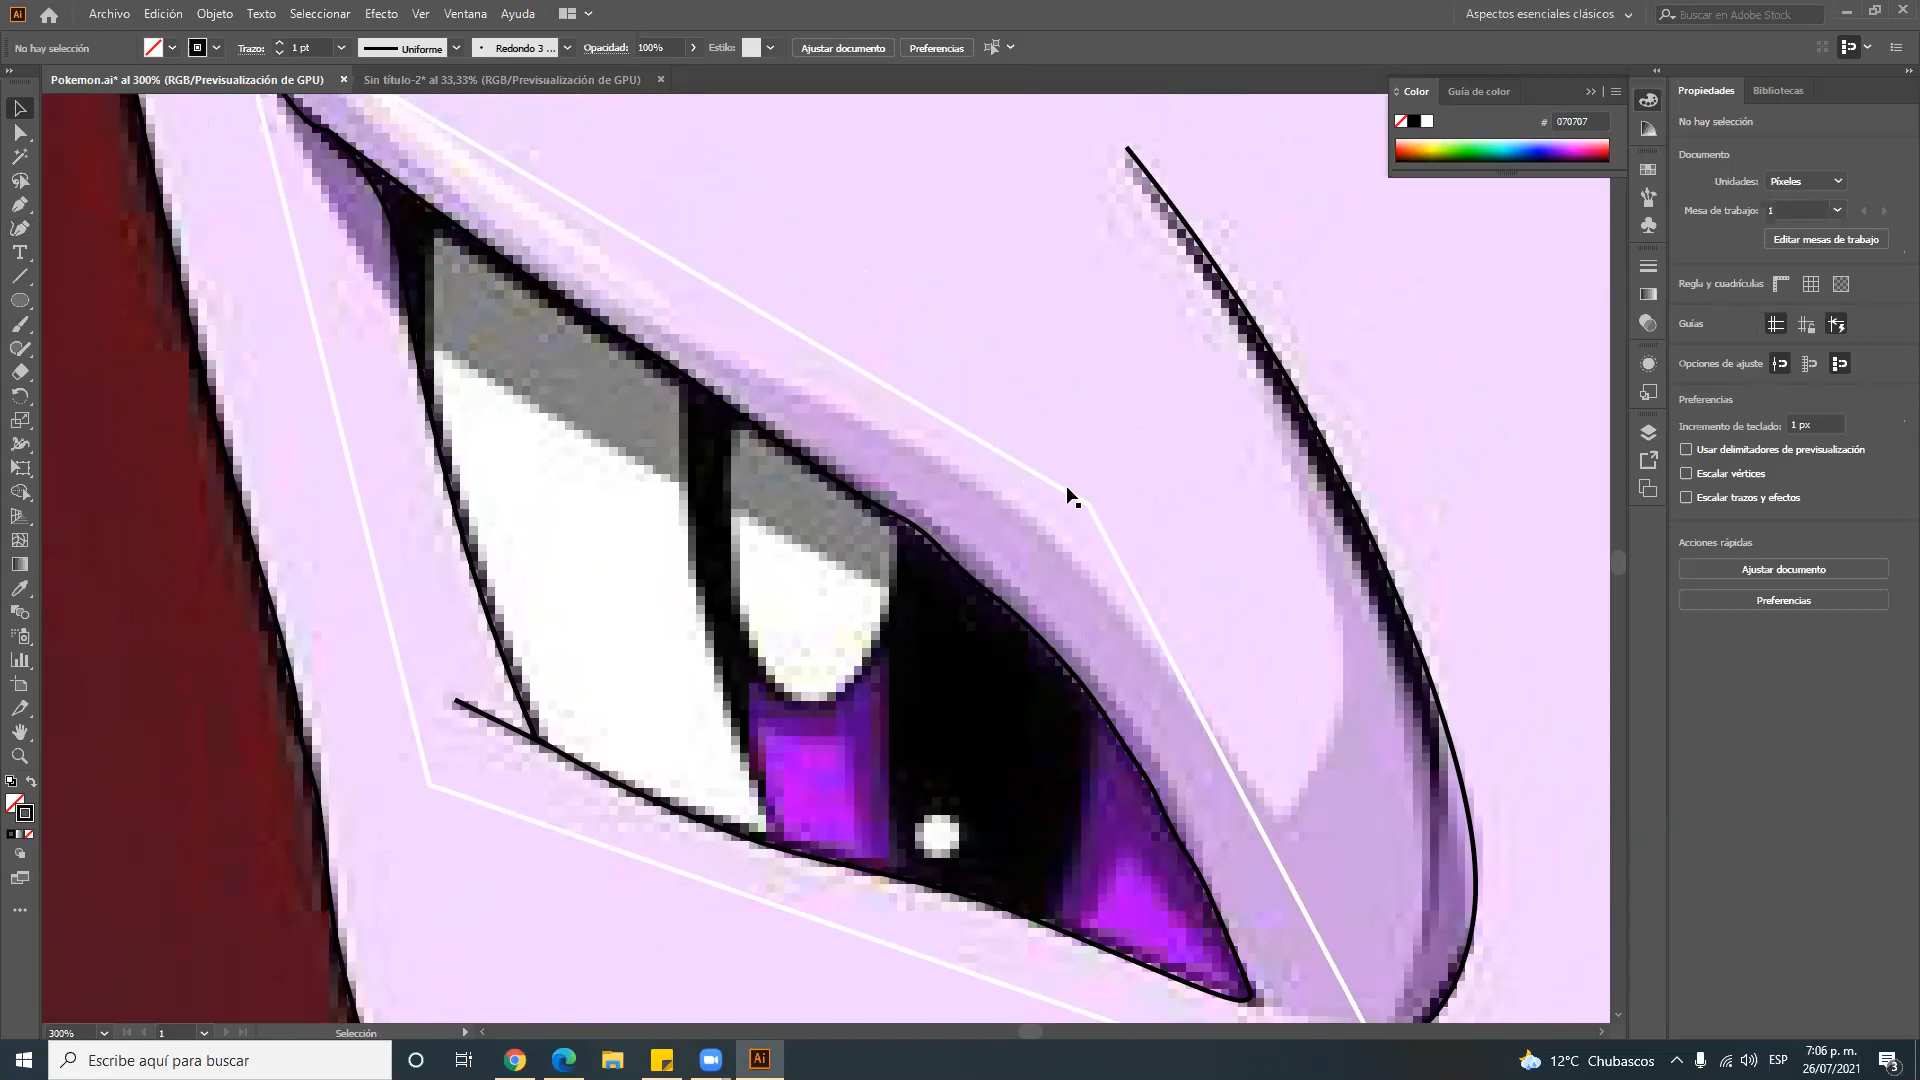 Ai Archivo Edición Objeto Texto Seleccionar Efecto Ver Ventana Ayuda Aspectos esenciales clásicos Buscar en Adobe Stock
No hay selección Trazo: 1 pt Uniforme Redondo 3 ... Opacidad: 100% Estilo: Ajustar documento Preferencias
Pokemon.ai* al 300% (RGB/Previsualización de GPU) Sin título-2* al 33,33% (RGB/Previsualización de GPU)
Color Guía de color
# 070707
Propiedades Bibliotecas
No hay selección
Documento
Unidades: Píxeles
Mesa de trabajo: 1
Editar mesas de trabajo
Regla y cuadrículas
Guías
Opciones de ajuste
Preferencias
Incremento de teclado: 1 px
Usar delimitadores de previsualización
Escalar vértices
Escalar trazos y efectos
Acciones rápidas
Ajustar documento
Preferencias
300% 1 Selección
Escribe aquí para buscar Ai 12°C Chubascos ESP 7:06 p. m.
26/07/2021 3